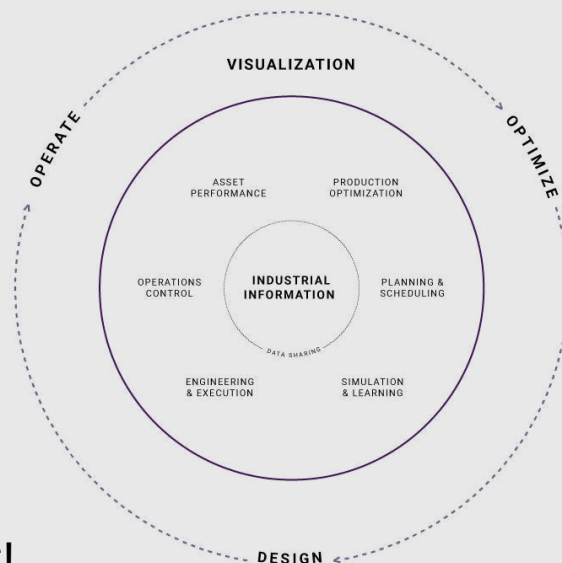 VISUALIZATION
OPERATE
OPTIMIZE
ASSET
PERFORMANCE
PRODUCTION
OPTIMIZATION
OPERATIONS
CONTROL
INDUSTRIAL
INFORMATION
PLANNING &
SCHEDULING
DATA SHARING
ENGINEERING
& EXECUTION
SIMULATION
& LEARNING
DESIGN